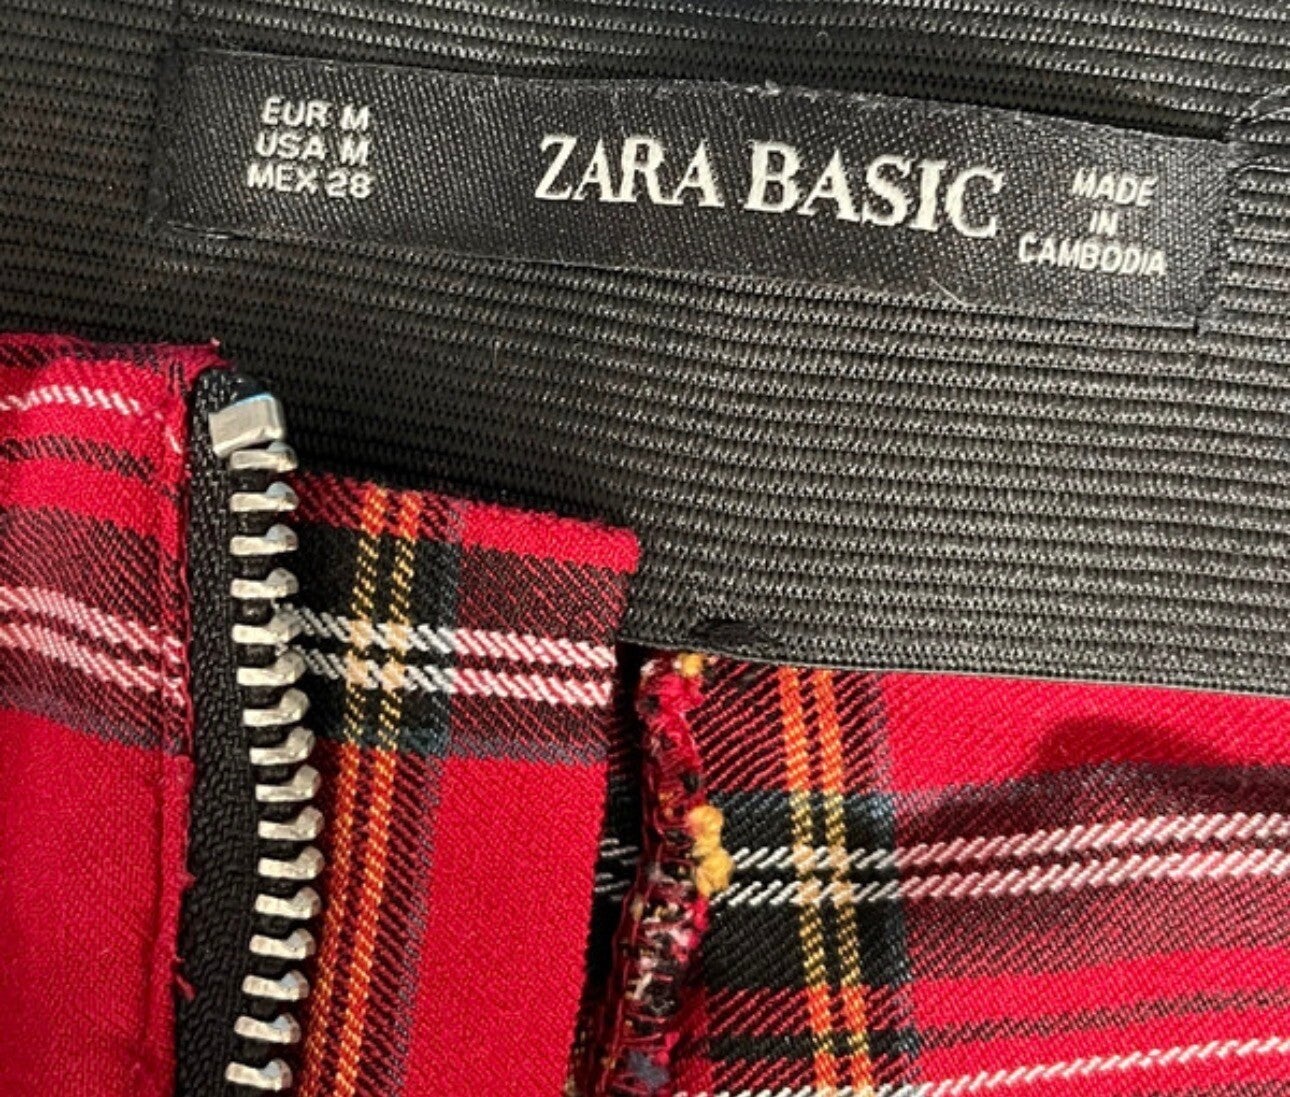 EUR M
USA M
MEX 28
ZARA BASIC
MADE
IN
CAMBODIA